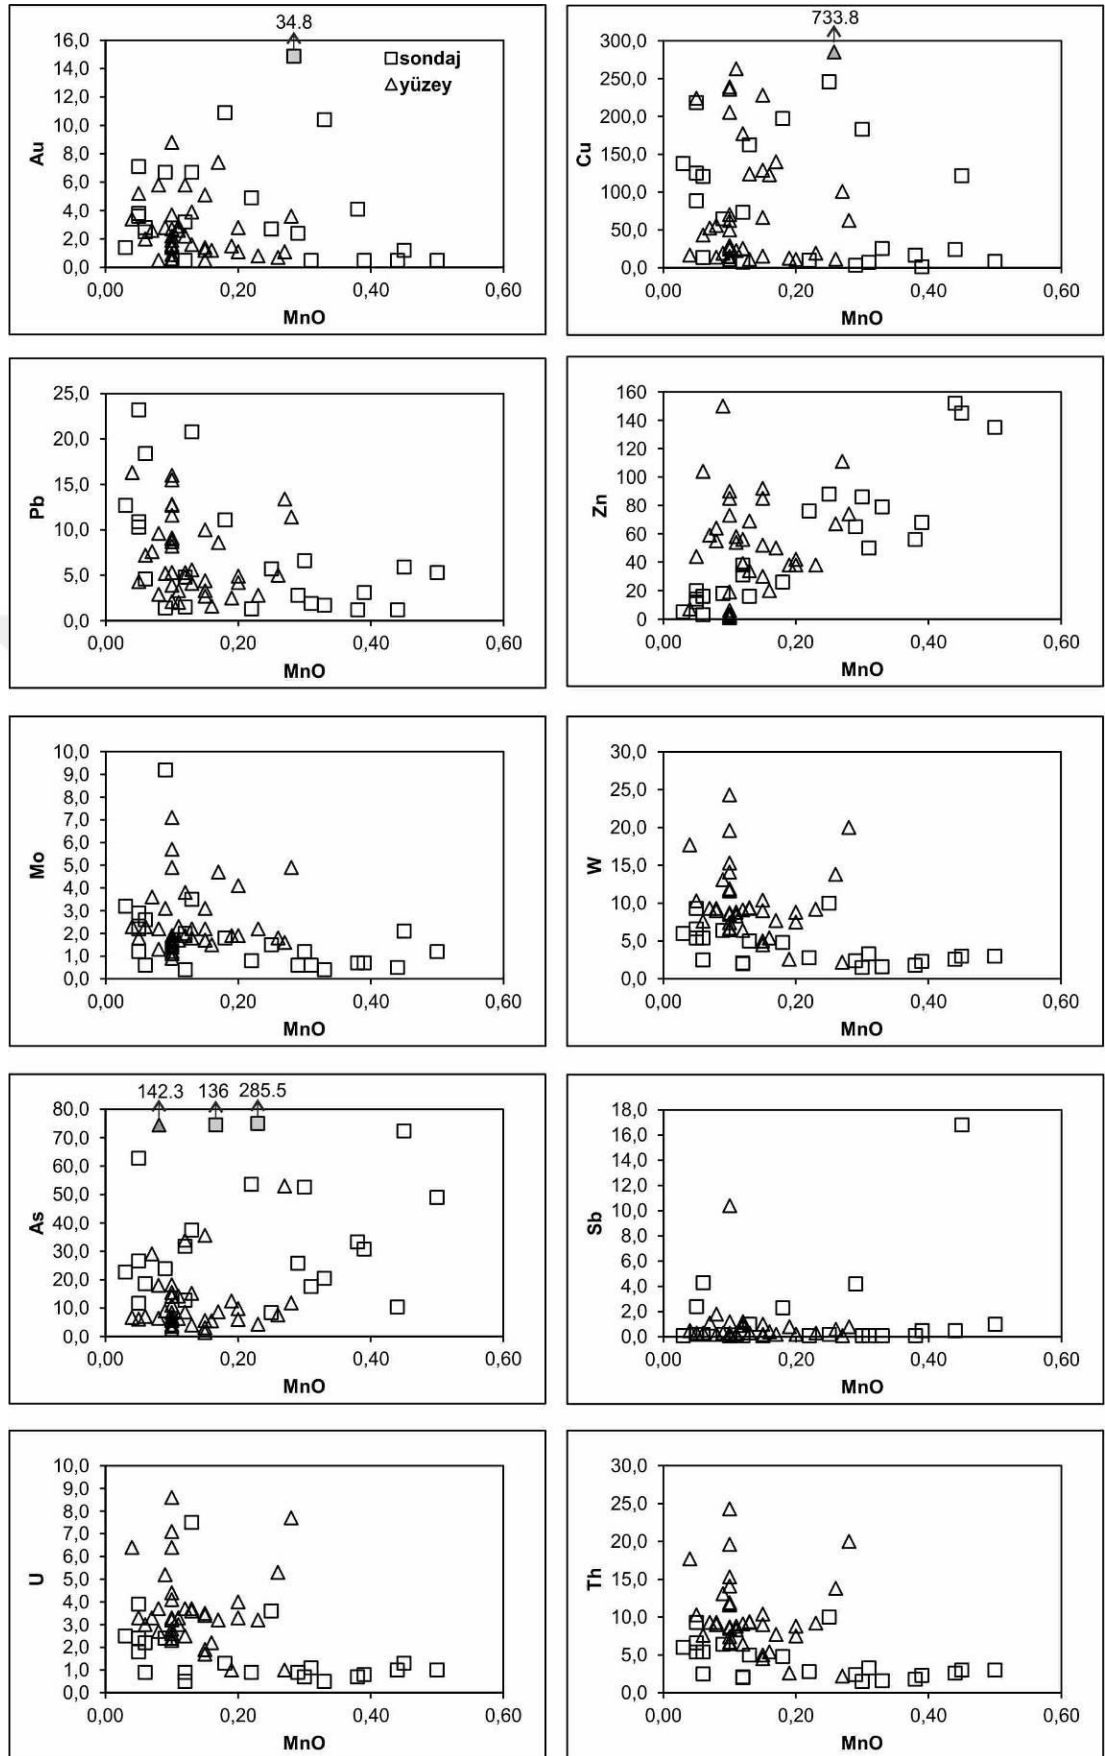 34.8
16,0
14,0
12,0
10,0
8,0
6,0
4,0
2,0
0,0
Au
□sondaj
△yüzey
0,00 0,20 0,40 0,60
MnO
733.8
300,0
250,0
200,0
150,0
100,0
50,0
0,0
Cu
0,00 0,20 0,40 0,60
MnO
25,0
20,0
15,0
10,0
5,0
0,0
Pb
0,00 0,20 0,40 0,60
MnO
160
140
120
100
80
60
40
20
0
Zn
0,00 0,20 0,40 0,60
MnO
10,0
9,0
8,0
7,0
6,0
5,0
4,0
3,0
2,0
1,0
0,0
Mo
0,00 0,20 0,40 0,60
MnO
30,0
25,0
20,0
15,0
10,0
5,0
0,0
W
0,00 0,20 0,40 0,60
MnO
142.3 136 285.5
80,0
70,0
60,0
50,0
40,0
30,0
20,0
10,0
0,0
As
0,00 0,20 0,40 0,60
MnO
18,0
16,0
14,0
12,0
10,0
8,0
6,0
4,0
2,0
0,0
Sb
0,00 0,20 0,40 0,60
MnO
10,0
9,0
8,0
7,0
6,0
5,0
4,0
3,0
2,0
1,0
0,0
U
0,00 0,20 0,40 0,60
MnO
30,0
25,0
20,0
15,0
10,0
5,0
0,0
Th
0,00 0,20 0,40 0,60
MnO